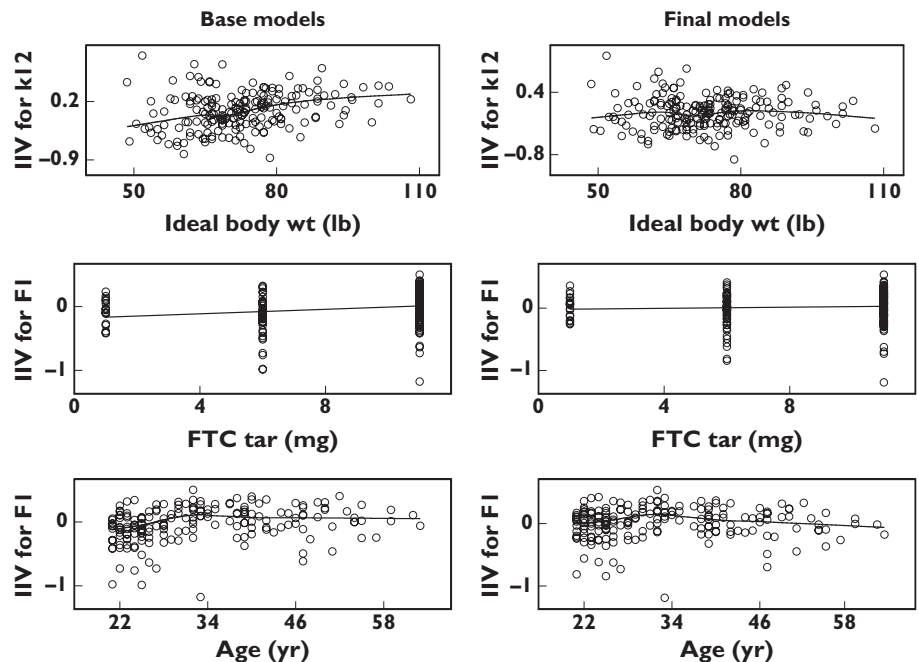 Base models
Final models
IIV for k12
0.2
−0.9
50 80 110
Ideal body wt (lb)
IIV for k12
0.4
−0.8
50 80 110
Ideal body wt (lb)
IIV for F1
0
−1
0 4 8
FTC tar (mg)
IIV for F1
0
−1
0 4 8
FTC tar (mg)
IIV for F1
0
−1
22 34 46 58
Age (yr)
IIV for F1
0
−1
22 34 46 58
Age (yr)